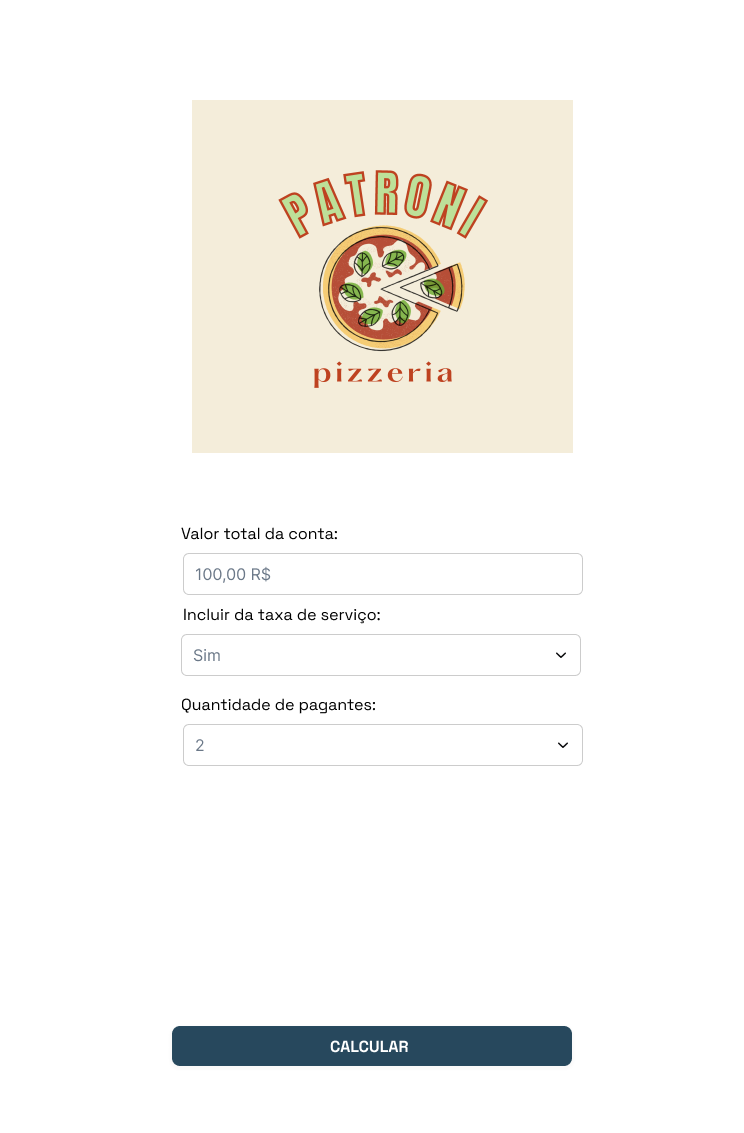 PATRONI
pizzeria
Valor total da conta:
100,00 R$
Incluir da taxa de serviço:
Sim
Quantidade de pagantes:
2
CALCULAR